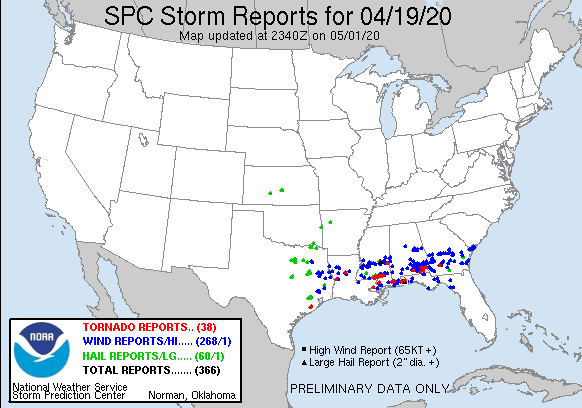 SPC Storm Reports for 04/19/20
Map updated at 2340Z on 05/01/20
NOAA
TORNADO REPORTS.. (38)
WIND REPORTS/HI..... (268/1)
HAIL REPORTS/LG..... (60/1)
TOTAL REPORTS....... (366)
National Weather Service
Storm Prediction Center Norman, Oklahoma
High Wind Report (65KT +)
Large Hail Report (2" dia. +)
PRELIMINARY DATA ONLY